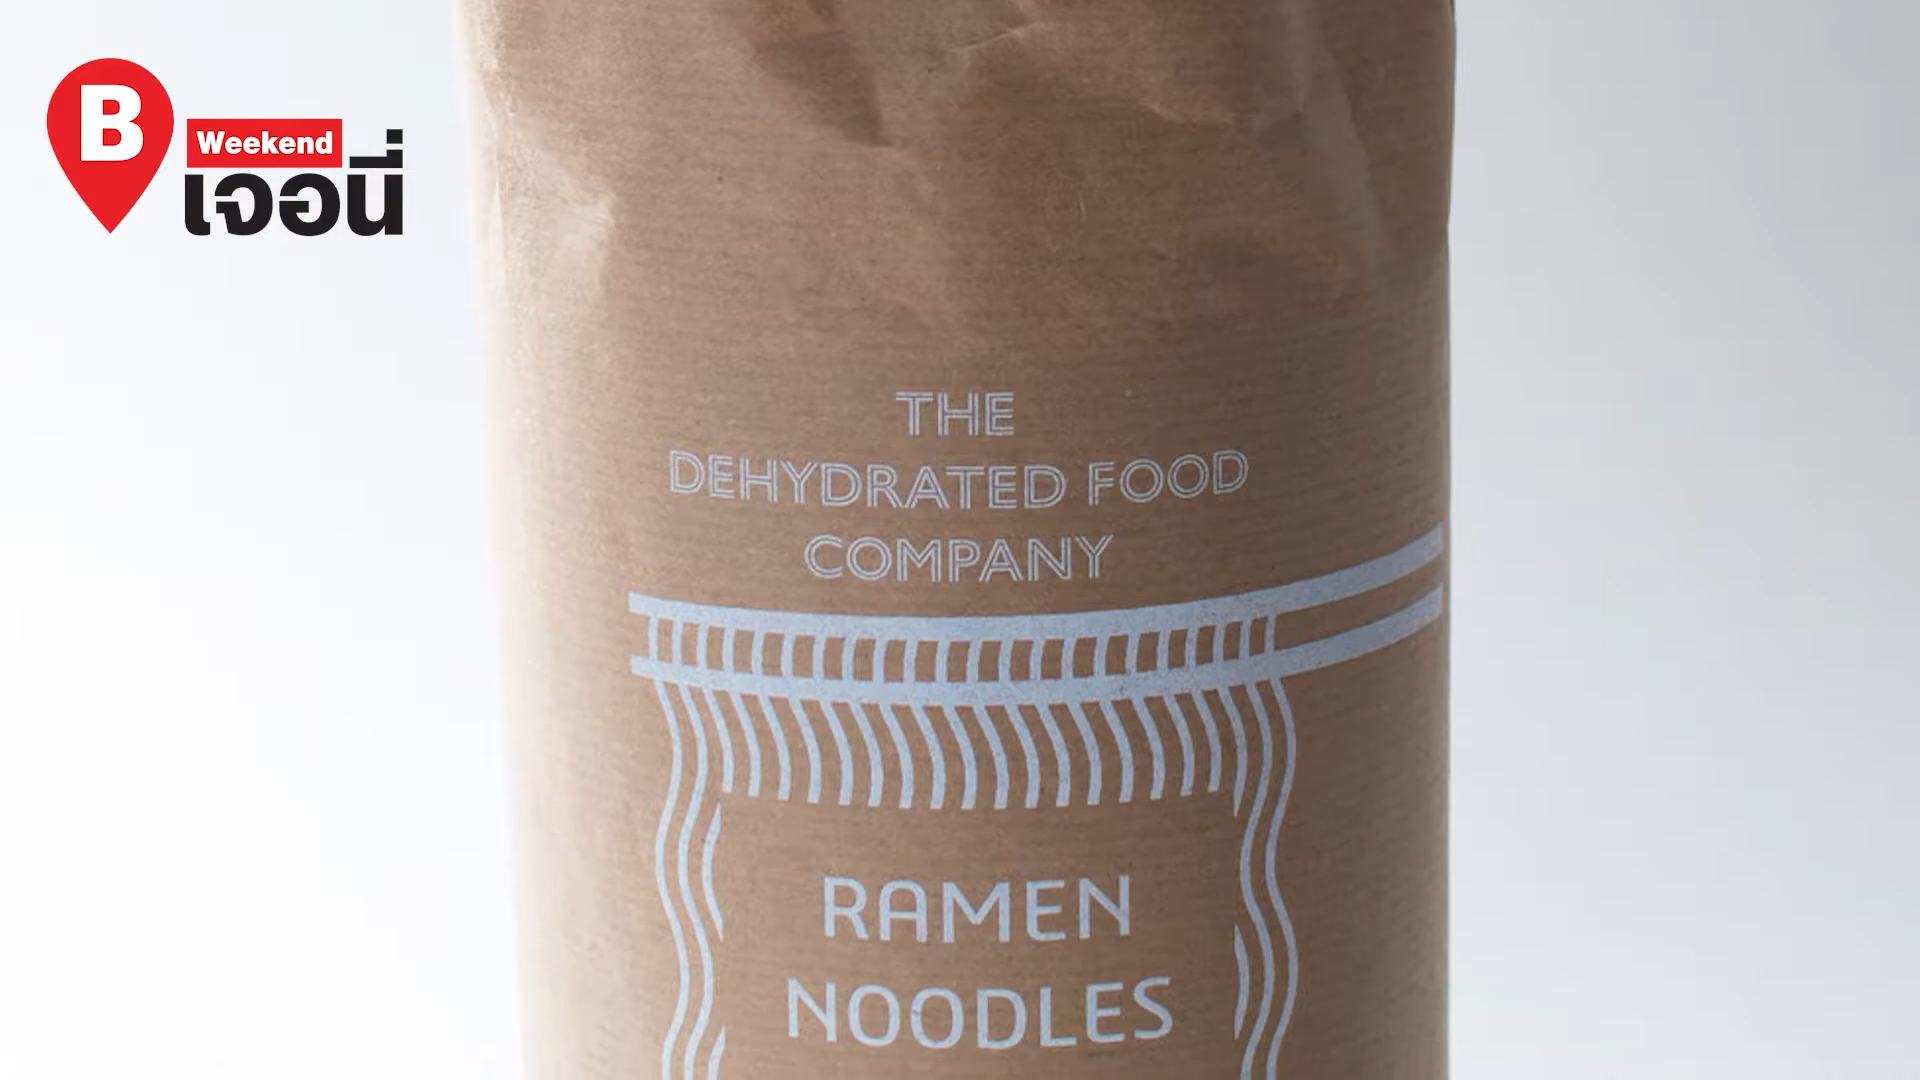 B
Weekend
เจอนี่
THE
DEHYDRATED FOOD
COMPANY
RAMEN
NOODLES